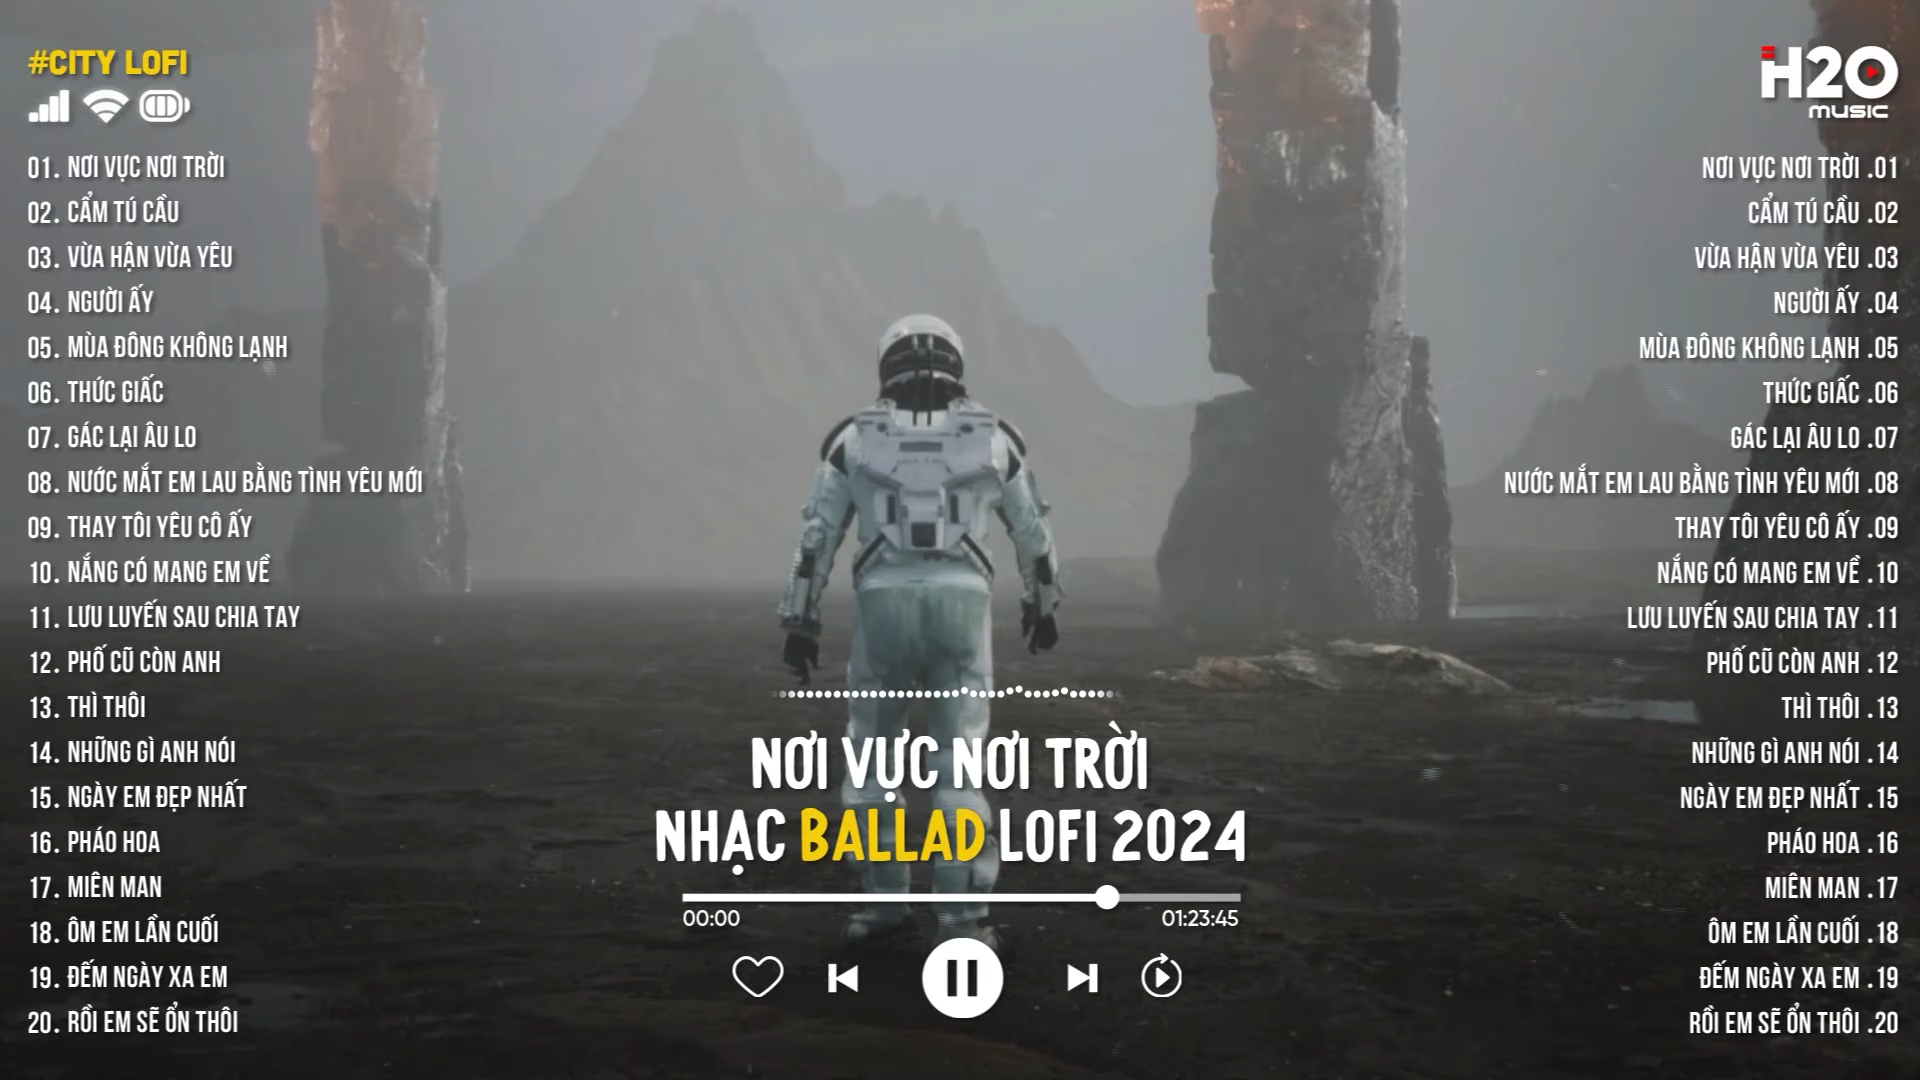 #CITY LOFI
01. NƠI VỰC NƠI TRỜI
02. CẨM TÚ CẦU
03. VỪA HẬN VỪA YÊU
04. NGƯỜI ẤY
05. MÙA ĐÔNG KHÔNG LẠNH
06. THỨC GIẤC
07. GÁC LẠI ÂU LO
08. NƯỚC MẮT EM LAU BẰNG TÌNH YÊU MỚI
09. THAY TÔI YÊU CÔ ẤY
10. NẮNG CÓ MANG EM VỀ
11. LƯU LUYẾN SAU CHIA TAY
12. PHỐ CŨ CÒN ANH
13. THÌ THÔI
14. NHỮNG GÌ ANH NÓI
15. NGÀY EM ĐẸP NHẤT
16. PHÁO HOA
17. MIÊN MAN
18. ÔM EM LẦN CUỐI
19. ĐẾM NGÀY XA EM
20. RỒI EM SẼ ỔN THÔI
NƠI VỰC NƠI TRỜI
NHẠC BALLAD LOFI 2024
00:00 01:23:45
H2O
MUSIC
NƠI VỰC NƠI TRỜI .01
CẨM TÚ CẦU .02
VỪA HẬN VỪA YÊU .03
NGƯỜI ẤY .04
MÙA ĐÔNG KHÔNG LẠNH .05
THỨC GIẤC .06
GÁC LẠI ÂU LO .07
NƯỚC MẮT EM LAU BẰNG TÌNH YÊU MỚI .08
THAY TÔI YÊU CÔ ẤY .09
NẮNG CÓ MANG EM VỀ .10
LƯU LUYẾN SAU CHIA TAY .11
PHỐ CŨ CÒN ANH .12
THÌ THÔI .13
NHỮNG GÌ ANH NÓI .14
NGÀY EM ĐẸP NHẤT .15
PHÁO HOA .16
MIÊN MAN .17
ÔM EM LẦN CUỐI .18
ĐẾM NGÀY XA EM .19
RỒI EM SẼ ỔN THÔI .20